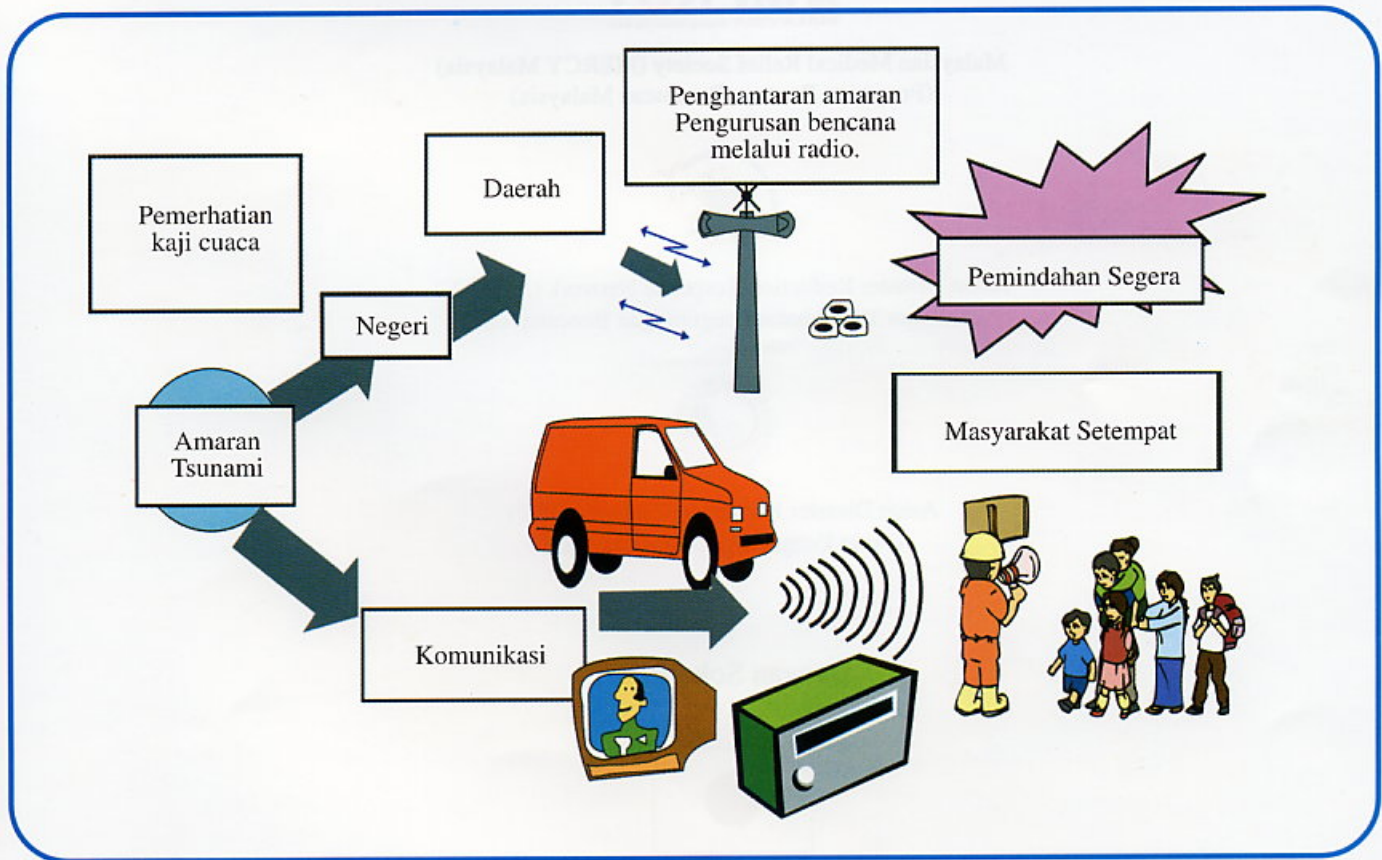 Penghantaran amaran
Pengurusan bencana
melalui radio.
Daerah
Pemerhatian
kaji cuaca
Pemindahan Segera
Negeri
Amaran
Tsunami
Masyarakat Setempat
Komunikasi